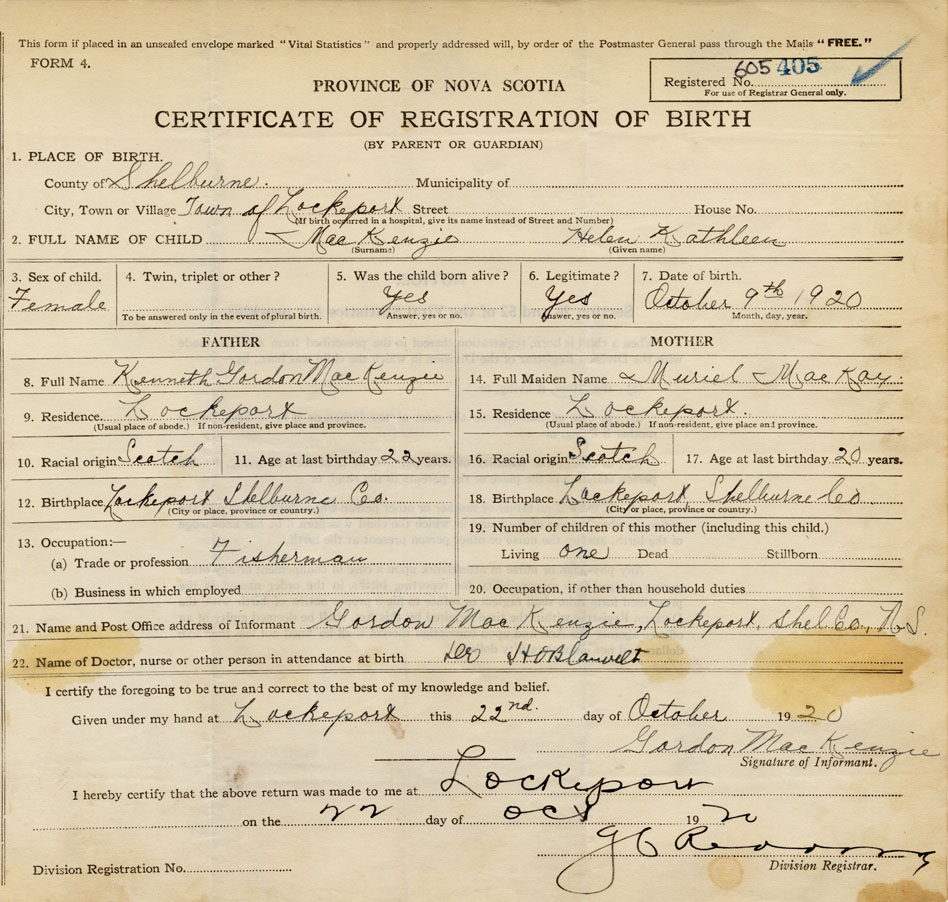 This form if placed in an unsealed envelope marked "Vital Statistics" and properly addressed will, by order of the Postmaster General pass through the Mails "FREE."
FORM 4.
605 405
Registered No.
For use of Registrar General only.
PROVINCE OF NOVA SCOTIA
CERTIFICATE OF REGISTRATION OF BIRTH
(BY PARENT OR GUARDIAN)
1. PLACE OF BIRTH.
County of Shelburne. Municipality of
City, Town or Village Town of Lockeport Street House No.
(If birth occurred in a hospital, give its name instead of Street and Number)
2. FULL NAME OF CHILD MacKenzie Helen Kathleen
(Surname) (Given name)
3. Sex of child. 4. Twin, triplet or other? 5. Was the child born alive? 6. Legitimate? 7. Date of birth.
Female Yes Yes October 9th 1920
To be answered only in the event of plural birth. Answer, yes or no. Answer, yes or no. Month, day, year.
FATHER
8. Full Name Kenneth Gordon MacKenzie
9. Residence Lockeport
(Usual place of abode.) If non-resident, give place and province.
10. Racial origin Scotch 11. Age at last birthday 22 years.
12. Birthplace Lockeport Shelburne Co.
(City or place, province or country.)
13. Occupation:—
(a) Trade or profession Fisherman
(b) Business in which employed
MOTHER
14. Full Maiden Name Muriel MacKay.
15. Residence Lockeport.
(Usual place of abode.) If non-resident, give place and province.
16. Racial origin Scotch 17. Age at last birthday 20 years.
18. Birthplace Lockeport, Shelburne Co
(City or place, province or country.)
19. Number of children of this mother (including this child.)
Living one Dead Stillborn
20. Occupation, if other than household duties
21. Name and Post Office address of Informant Gordon MacKenzie, Lockeport, Shel Co., N.S.
22. Name of Doctor, nurse or other person in attendance at birth Dr
I certify the foregoing to be true and correct to the best of my knowledge and belief.
Given under my hand at Lockeport this 22nd. day of October 1920
Gordon MacKenzie
Signature of Informant.
I hereby certify that the above return was made to me at Lockeport
on the 22 day of Oct 1920
Division Registration No.
Division Registrar.